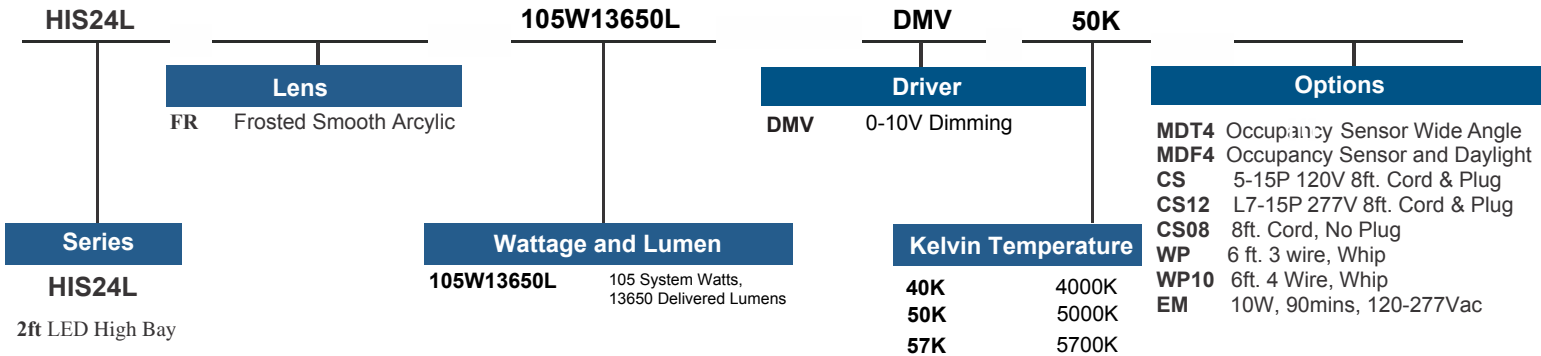 HIS24L 105W13650L DMV 50K
Lens
FR Frosted Smooth Arcylic
Driver
DMV 0-10V Dimming
Options
MDT4 Occupancy Sensor Wide Angle
MDF4 Occupancy Sensor and Daylight
CS 5-15P 120V 8ft. Cord & Plug
CS12 L7-15P 277V 8ft. Cord & Plug
CS08 8ft. Cord, No Plug
WP 6 ft. 3 wire, Whip
WP10 6ft. 4 Wire, Whip
EM 10W, 90mins, 120-277Vac
Series
HIS24L
2ft LED High Bay
Wattage and Lumen
105W13650L 105 System Watts,
13650 Delivered Lumens
Kelvin Temperature
40K 4000K
50K 5000K
57K 5700K